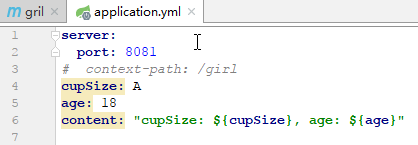 gril
application.yml
1 server:
2   port: 8081
3 #  context-path: /girl
4 cupSize: A
5 age: 18
6 content: "cupSize: ${cupSize}, age: ${age}"
7